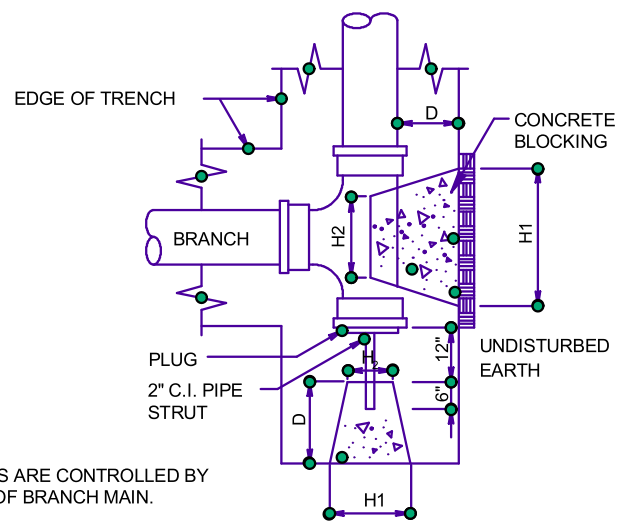 EDGE OF TRENCH
D
CONCRETE
BLOCKING
BRANCH
H2
H1
PLUG
2" C.I. PIPE
STRUT
H2
12"
UNDISTURBED
EARTH
6"
D
S ARE CONTROLLED BY
OF BRANCH MAIN.
H1